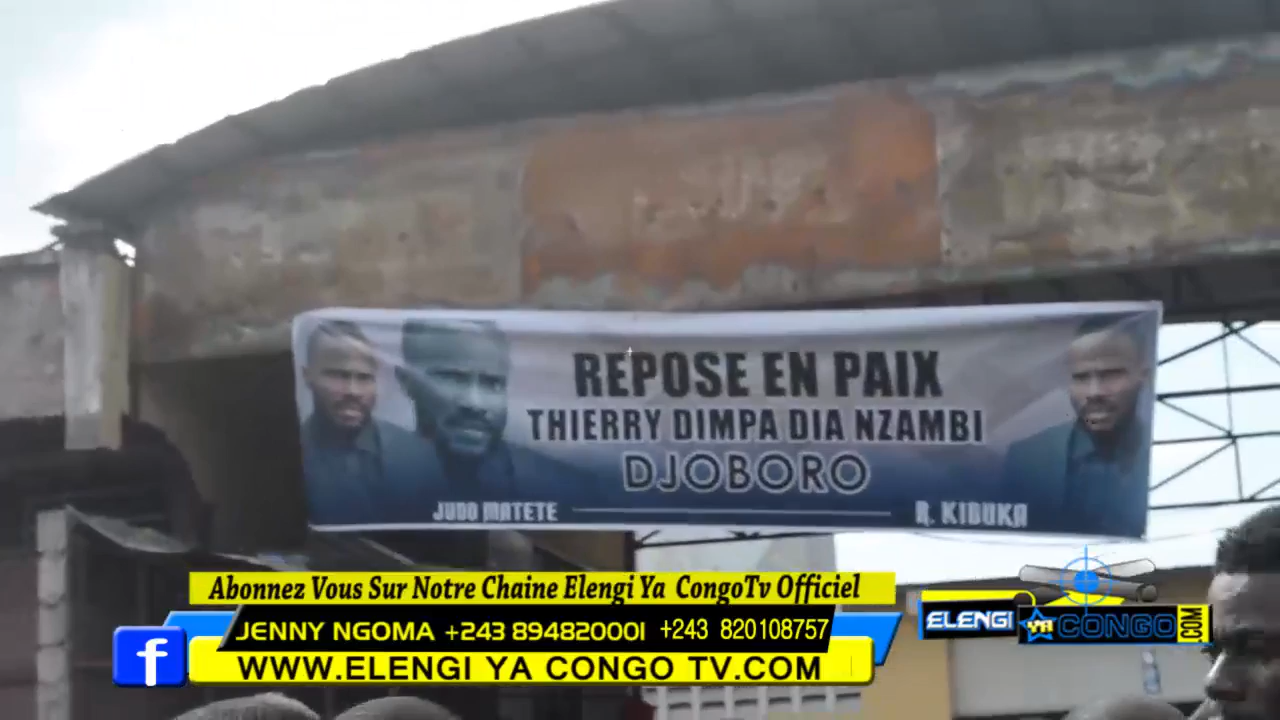 REPOSE EN PAIX
THIERRY DIMPA DIA NZAMBI
DJOBORO
JUDO MATETE
R. KIBUKA
Abonnez Vous Sur Notre Chaine Elengi Ya CongoTv Officiel
JENNY NGOMA +243 894820001 +243 820108757
WWW.ELENGI YA CONGO TV.COM
f
ELENGI YA CONGO .COM